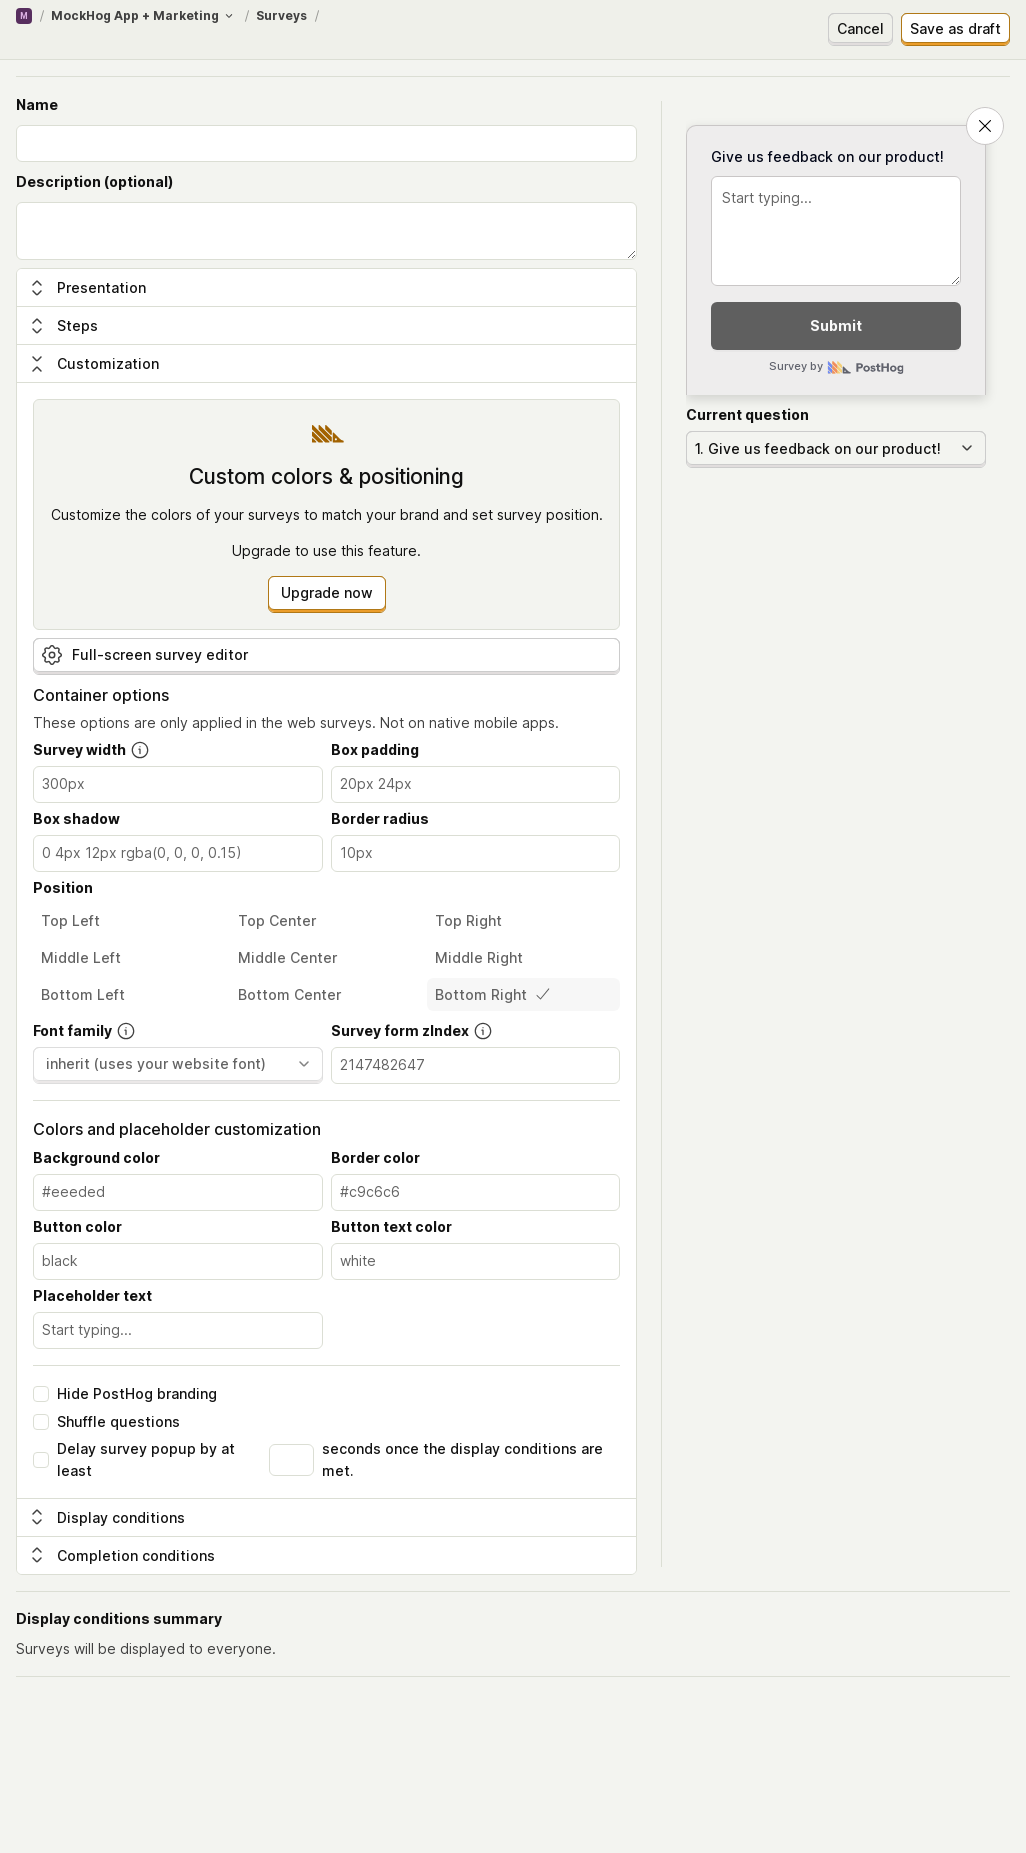 M / MockHog App + Marketing / Surveys /
Cancel
Save as draft
Name
Description (optional)
Presentation
Steps
Customization
Custom colors & positioning
Customize the colors of your surveys to match your brand and set survey position.
Upgrade to use this feature.
Upgrade now
Full-screen survey editor
Container options
These options are only applied in the web surveys. Not on native mobile apps.
Survey width
Box padding
300px
20px 24px
Box shadow
Border radius
0 4px 12px rgba(0, 0, 0, 0.15)
10px
Position
Top Left
Top Center
Top Right
Middle Left
Middle Center
Middle Right
Bottom Left
Bottom Center
Bottom Right
Font family
Survey form zIndex
inherit (uses your website font)
2147482647
Colors and placeholder customization
Background color
Border color
#eeeded
#c9c6c6
Button color
Button text color
black
white
Placeholder text
Start typing...
Hide PostHog branding
Shuffle questions
Delay survey popup by at
least
seconds once the display conditions are
met.
Display conditions
Completion conditions
Give us feedback on our product!
Start typing...
Submit
Survey by PostHog
Current question
1. Give us feedback on our product!
Display conditions summary
Surveys will be displayed to everyone.